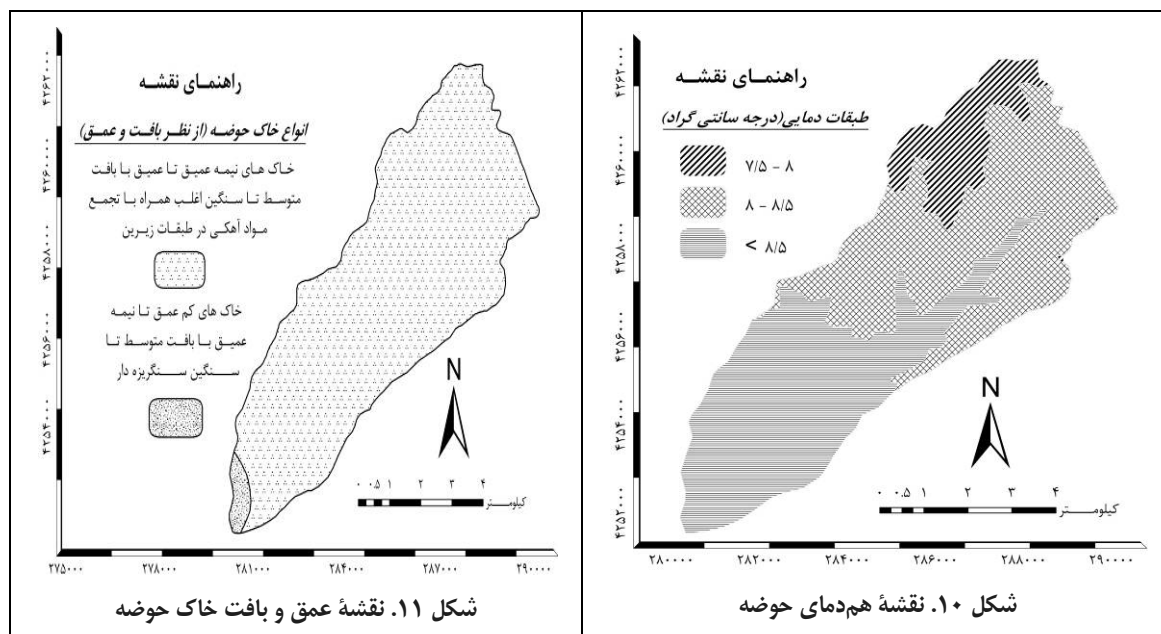 راهنمای نقشه
طبقات دمایی(درجه سانتی گراد)
۷/۵ - ۸
۸ - ۸/۵
< ۸/۵
N
۰ ۰.۵ ۱ ۲ ۳ ۴
کیلومتر
۴۲۶۲۰۰۰
۴۲۶۰۰۰۰
۴۲۵۸۰۰۰
۴۲۵۶۰۰۰
۴۲۵۴۰۰۰
۴۲۵۲۰۰۰
۲۸۰۰۰۰ ۲۸۲۰۰۰ ۲۸۴۰۰۰ ۲۸۶۰۰۰ ۲۸۸۰۰۰ ۲۹۰۰۰۰
شکل ۱۰. نقشهٔ هم‌دمای حوضه
راهنمای نقشه
انواع خاک حوضه (از نظر بافت و عمق)
خاک های نیمه عمیق تا عمیق با بافت
متوسط تا سنگین اغلب همراه با تجمع
مواد آهکی در طبقات زیرین
خاک های کم عمق تا نیمه
عمیق با بافت متوسط تا
سنگین سنگریزه دار
N
۰ ۰.۵ ۱ ۲ ۳ ۴
کیلومتر
۴۲۶۲۰۰۰
۴۲۶۰۰۰۰
۴۲۵۸۰۰۰
۴۲۵۶۰۰۰
۴۲۵۴۰۰۰
۴۲۵۲۰۰۰
۲۷۵۰۰۰ ۲۷۸۰۰۰ ۲۸۱۰۰۰ ۲۸۴۰۰۰ ۲۸۷۰۰۰ ۲۹۰۰۰۰
شکل ۱۱. نقشهٔ عمق و بافت خاک حوضه